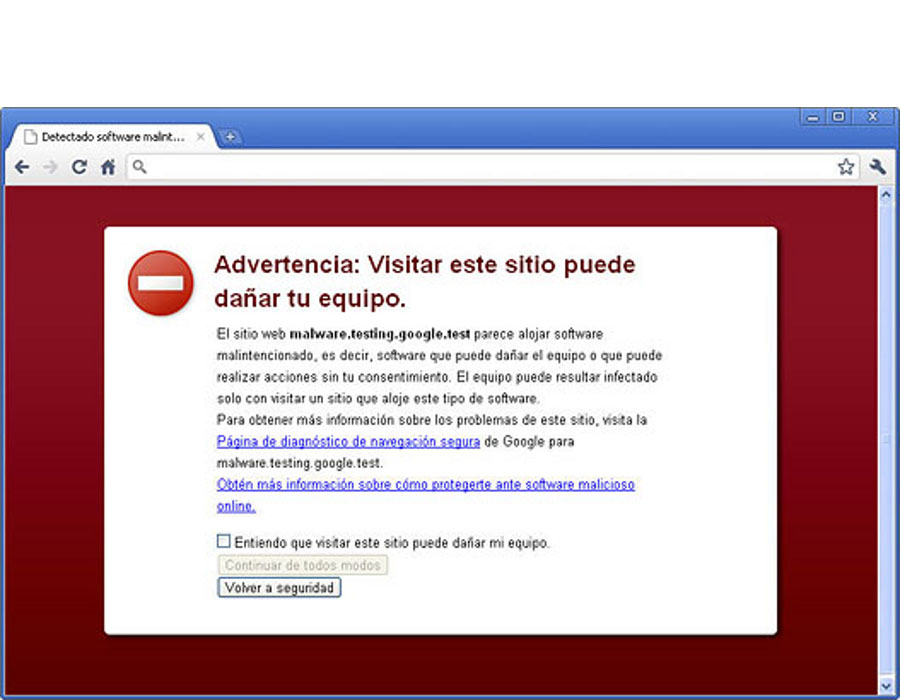 Detectado software malint...
Advertencia: Visitar este sitio puede
dañar tu equipo.
El sitio web malware.testing.google.test parece alojar software
malintencionado, es decir, software que puede dañar el equipo o que puede
realizar acciones sin tu consentimiento. El equipo puede resultar infectado
solo con visitar un sitio que aloje este tipo de software.
Para obtener más información sobre los problemas de este sitio, visita la
Página de diagnóstico de navegación segura de Google para
malware.testing.google.test.
Obtén más información sobre cómo protegerte ante software malicioso
online.
Entiendo que visitar este sitio puede dañar mi equipo.
Continuar de todos modos
Volver a seguridad